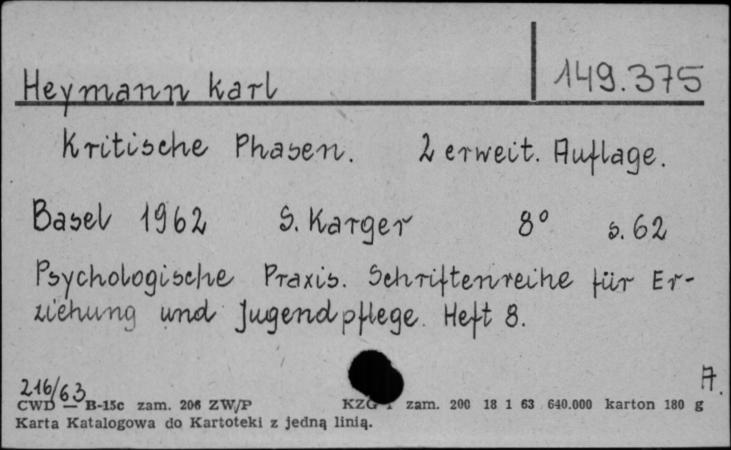 Heymann Karl 149.375
Kritische Phasen. 2 erweit. Auflage.
Basel 1962 S. Karger 8° s. 62
Psychologische Praxis. Schriftenreihe für Er-
ziehung und Jugendpflege. Heft 8.
A.
216/63
CWD — B-15c zam. 206 ZW/P KZG 1 zam. 200 18 1 63 640.000 karton 180 g
Karta Katalogowa do Kartoteki z jedną linią.